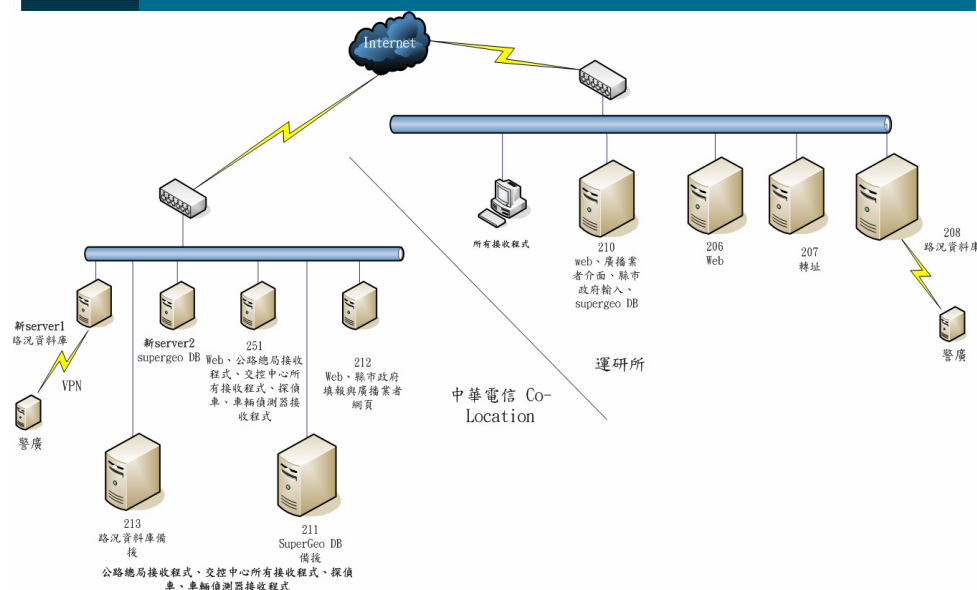 Internet
所有接收程式
210
web、廣播業
者介面、縣市
政府輸入、
supergeo DB
206
Web
207
轉址
208
路況資料庫
警廣
運研所
中華電信 Co-
Location
新server1
路況資料庫
VPN
警廣
新server2
supergeo DB
251
Web、公路總局接收
程式、交控中心所
有接收程式、探偵
車、車輛偵測器接
收程式
212
Web、縣市政府
填報與廣播業者
網頁
213
路況資料庫備
後
211
SuperGeo DB
備後
公路總局接收程式、交控中心所有接收程式、探偵
車、車輛偵測器接收程式